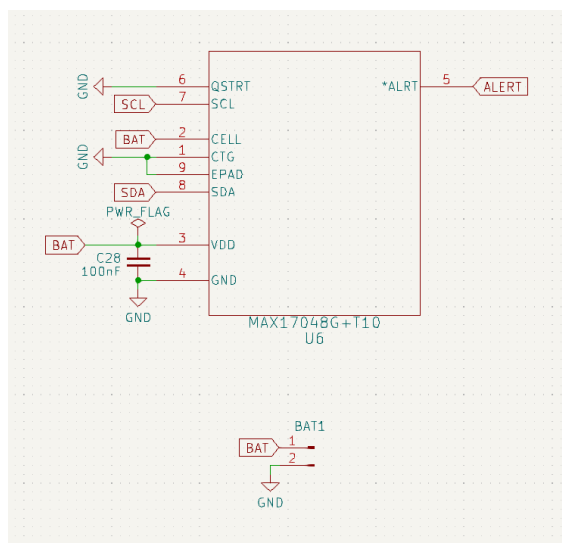 GND
6
QSTRT
*ALRT
5
ALERT
SCL
7
SCL
BAT
2
CELL
GND
1
CTG
9
EPAD
SDA
8
SDA
PWR_FLAG
BAT
3
VDD
C28
100nF
4
GND
GND
MAX17048G+T10
U6
BAT1
BAT
1
2
GND